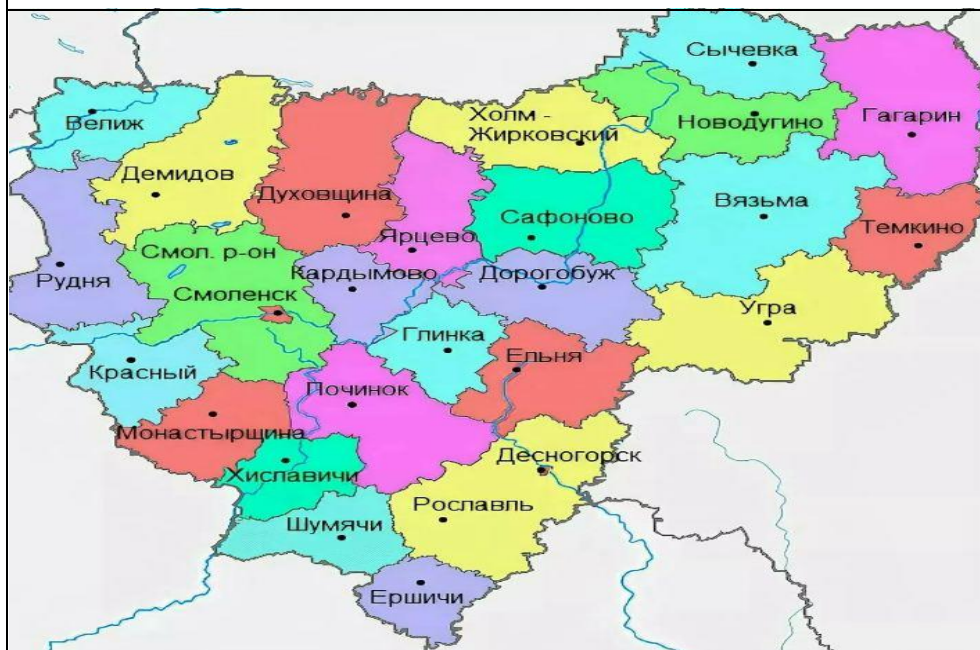 Сычевка
Холм -
Жирковский
Новодугино
Гагарин
Велиж
Демидов
Духовщина
Сафоново
Вязьма
Темкино
Ярцево
Смол. р-он
Рудня
Кардымово
Дорогобуж
Смоленск
Угра
Глинка
Ельня
Красный
Починок
Монастырщина
Десногорск
Хиславичи
Рославль
Шумячи
Ершичи